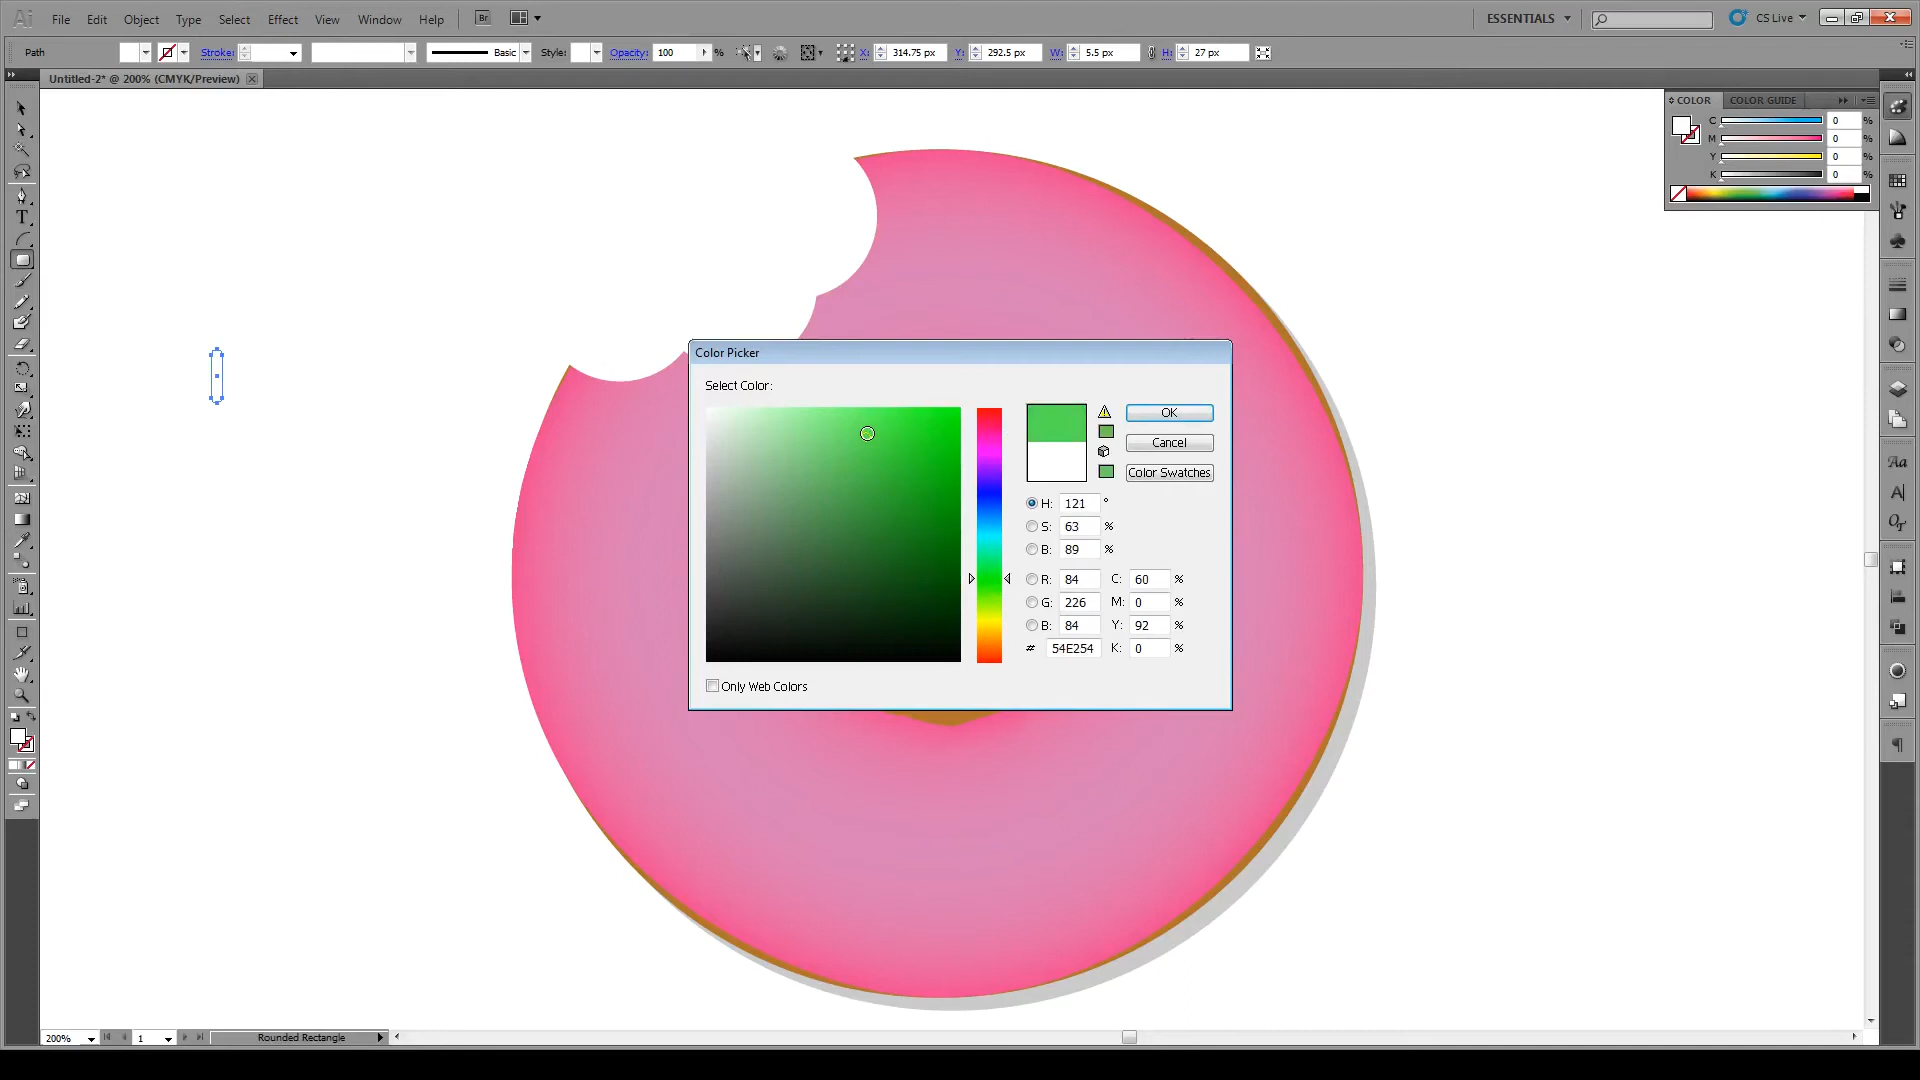 Ai File Edit Object Type Select Effect View Window Help Br ESSENTIALS CS Live
Path Stroke: Basic Style: Opacity: 100 % X: 314.75 px Y: 292.5 px W: 5.5 px H: 27 px
Untitled-2* @ 200% (CMYK/Preview)
COLOR COLOR GUIDE
C 0 %
M 0 %
Y 0 %
K 0 %
T
Color Picker
Select Color:
OK
Cancel
Color Swatches
H: 121 °
S: 63 %
B: 89 %
R: 84 C: 60 %
G: 226 M: 0 %
B: 84 Y: 92 %
# 54E254 K: 0 %
Only Web Colors
200% 1 Rounded Rectangle